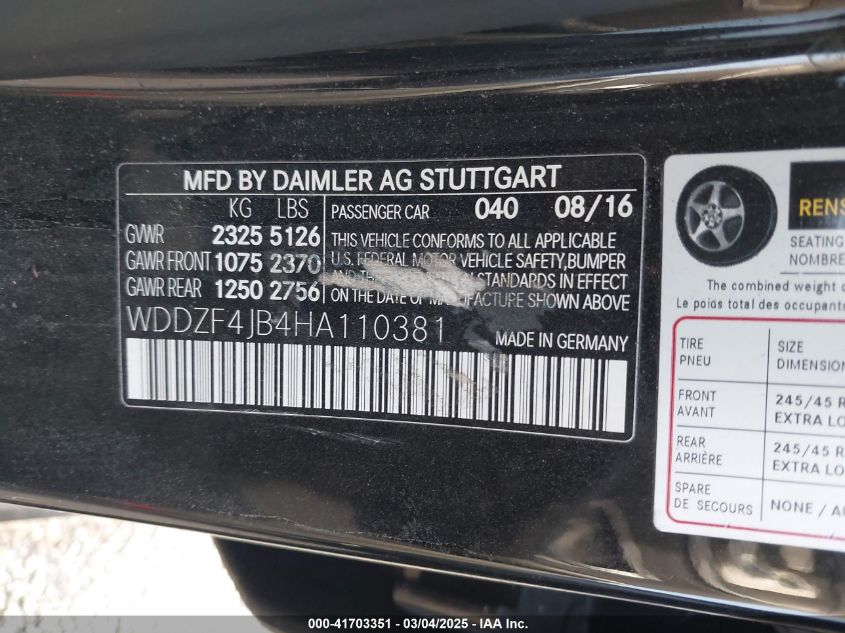 MFD BY DAIMLER AG STUTTGART
KG LBS
GVWR 2325 5126
GAWR FRONT 1075 2370
GAWR REAR 1250 2756
PASSENGER CAR 040 08/16
THIS VEHICLE CONFORMS TO ALL APPLICABLE
U.S. FEDERAL MOTOR VEHICLE SAFETY, BUMPER
AND STANDARDS IN EFFECT
ON THE DATE OF MANUFACTURE SHOWN ABOVE
WDDZF4JB4HA110381
MADE IN GERMANY
RENS
SEATING
NOMBRE
The combined weight
Le poids total des occupants
TIRE
PNEU
SIZE
DIMENSION
FRONT
AVANT
245/45 R
EXTRA LO
REAR
ARRIÈRE
245/45 R
EXTRA LO
SPARE
DE SECOURS
NONE / AU
000-41703351 - 03/04/2025 - IAA Inc.